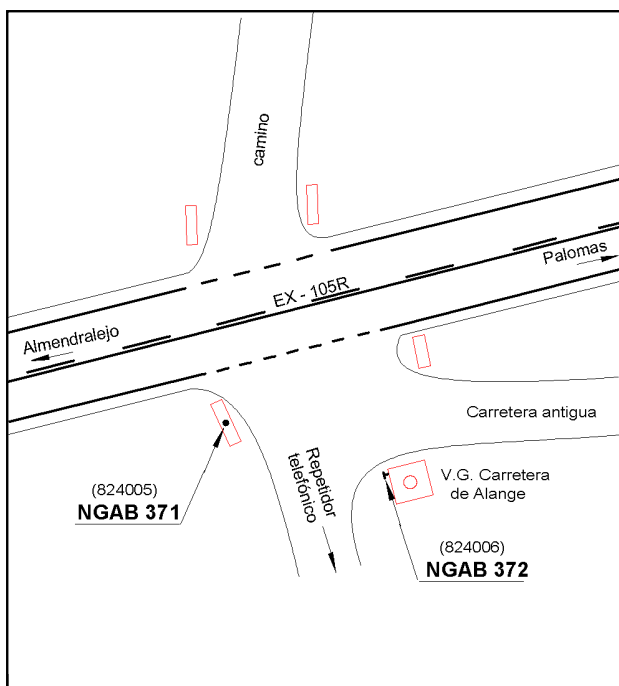 camino
Palomas
EX - 105R
Almendralejo
Carretera antigua
Repetidor
telefónico
V.G. Carretera
de Alange
(824005)
NGAB 371
(824006)
NGAB 372